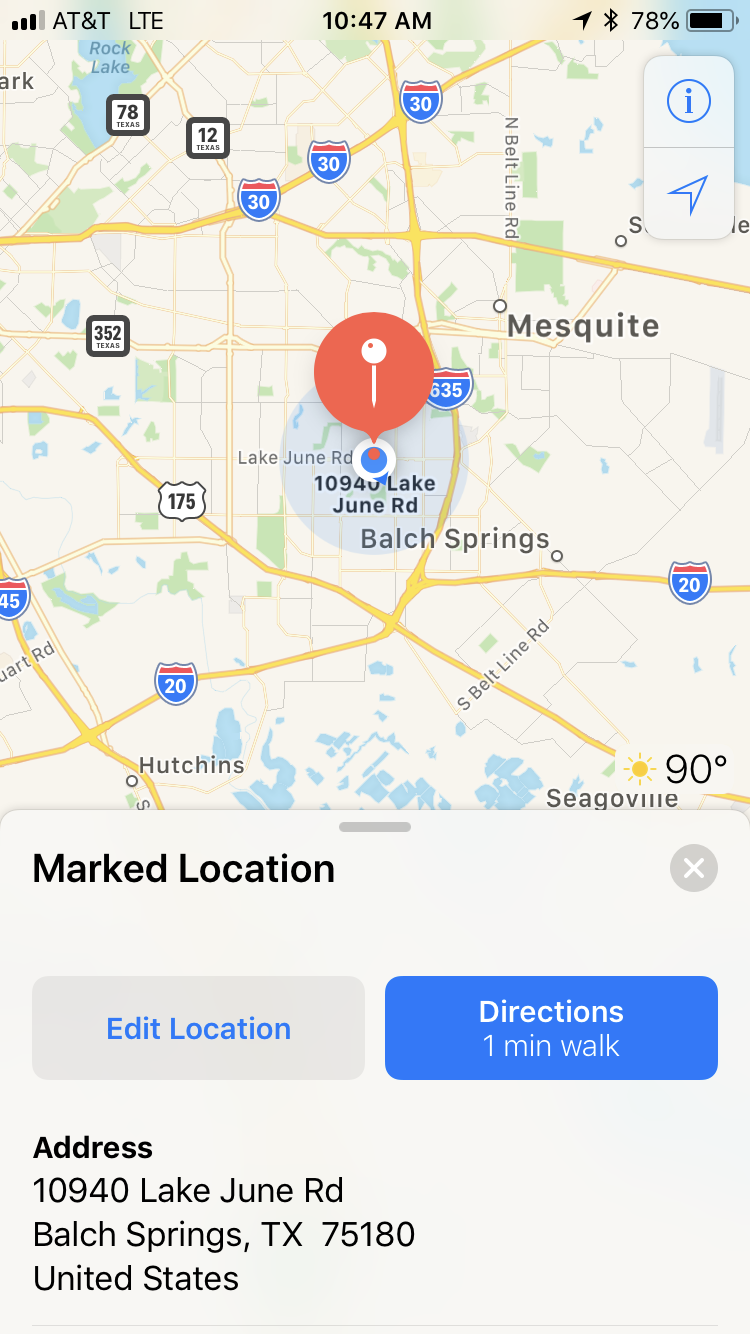 AT&T LTE 10:47 AM 78%
Rock
Lake
ark
78
TEXAS
12
TEXAS
30
30
30
N Belt Line Rd
i
Mesquite
352
TEXAS
635
Lake June Rd
10940 Lake
June Rd
175
Balch Springs
20
45
uart Rd
20
S Belt Line Rd
Hutchins
S
90°
Seagoville
Marked Location
Edit Location
Directions
1 min walk
Address
10940 Lake June Rd
Balch Springs, TX 75180
United States